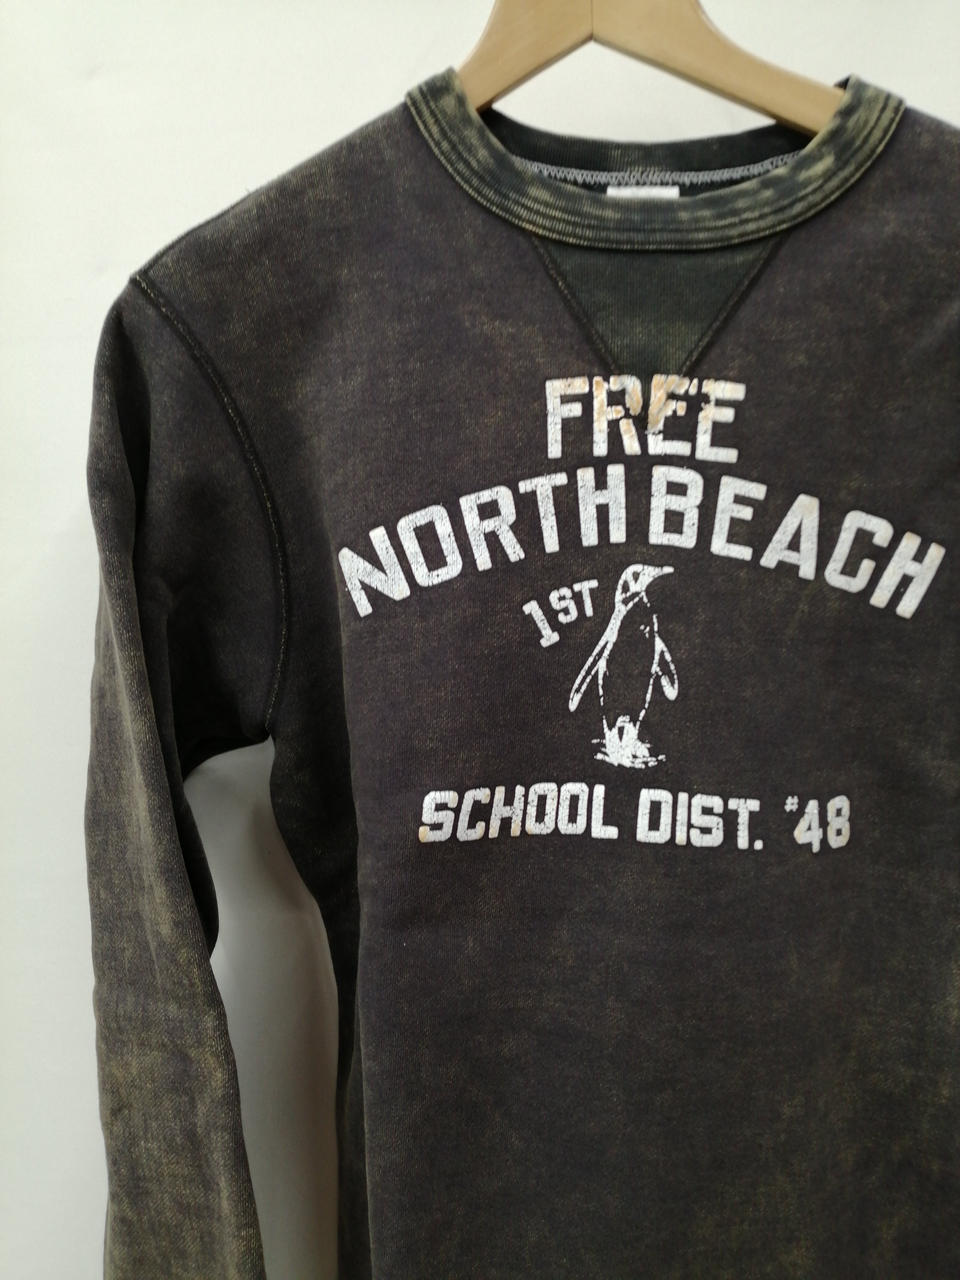 FREE
NORTH BEACH
1ST
SCHOOL DIST. #48